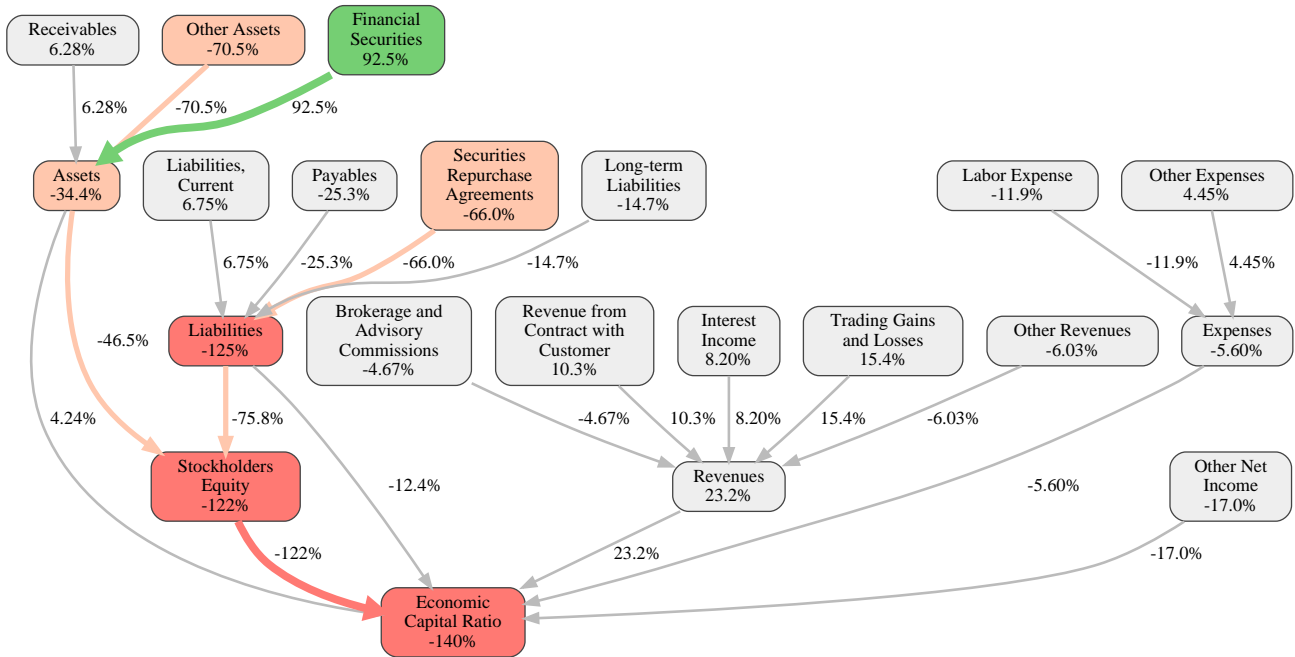 Receivables
6.28%
Other Assets
-70.5%
Financial
Securities
92.5%
6.28%
-70.5%
92.5%
Assets
-34.4%
Liabilities,
Current
6.75%
Payables
-25.3%
Securities
Repurchase
Agreements
-66.0%
Long-term
Liabilities
-14.7%
Labor Expense
-11.9%
Other Expenses
4.45%
6.75%
-25.3%
-66.0%
-14.7%
-11.9%
4.45%
Liabilities
-125%
Brokerage and
Advisory
Commissions
-4.67%
Revenue from
Contract with
Customer
10.3%
Interest
Income
8.20%
Trading Gains
and Losses
15.4%
Other Revenues
-6.03%
Expenses
-5.60%
-46.5%
4.24%
-75.8%
-4.67%
10.3%
8.20%
15.4%
-6.03%
Stockholders
Equity
-122%
-12.4%
Revenues
23.2%
-5.60%
Other Net
Income
-17.0%
-122%
23.2%
-17.0%
Economic
Capital Ratio
-140%